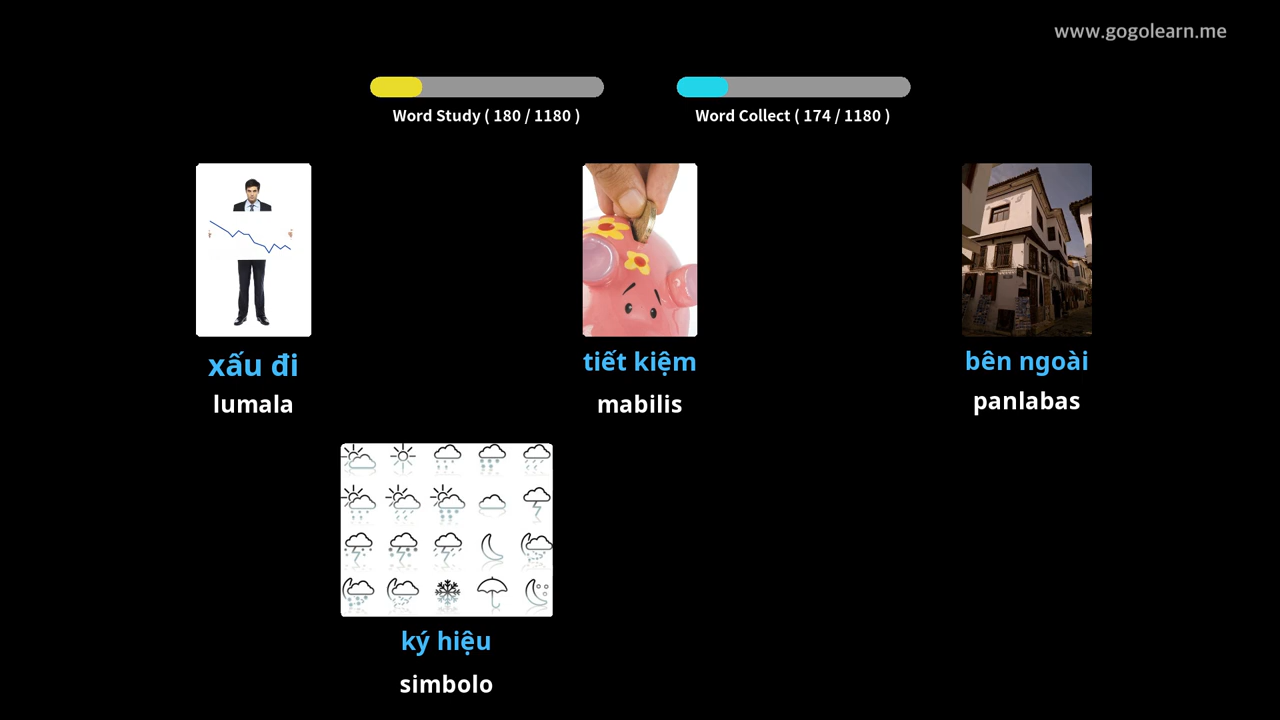 www.gogolearn.me
Word Study ( 180 / 1180 )
Word Collect ( 174 / 1180 )
xấu đi
lumala
tiết kiệm
mabilis
bên ngoài
panlabas
ký hiệu
simbolo